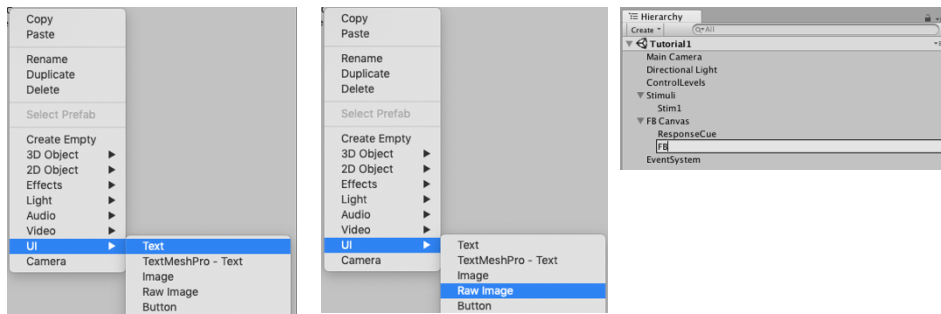 Copy
Paste
Rename
Duplicate
Delete
Select Prefab
Create Empty
3D Object
2D Object
Effects
Light
Audio
Video
UI
Camera
Text
TextMeshPro - Text
Image
Raw Image
Button
Copy
Paste
Rename
Duplicate
Delete
Select Prefab
Create Empty
3D Object
2D Object
Effects
Light
Audio
Video
UI
Camera
Text
TextMeshPro - Text
Image
Raw Image
Button
Hierarchy
Create All
Tutorial1
Main Camera
Directional Light
ControlLevels
Stimuli
Stim1
FB Canvas
ResponseCue
FB
EventSystem